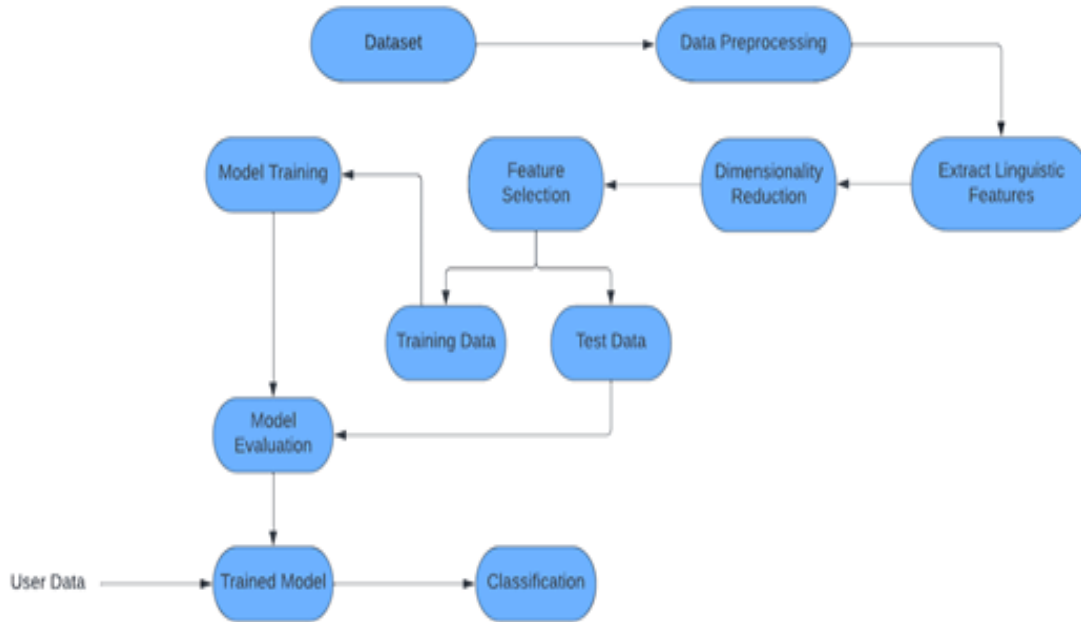 Dataset
Data Preprocessing
Model Training
Feature
Selection
Dimensionality
Reduction
Extract Linguistic
Features
Training Data
Test Data
Model
Evaluation
User Data
Trained Model
Classification